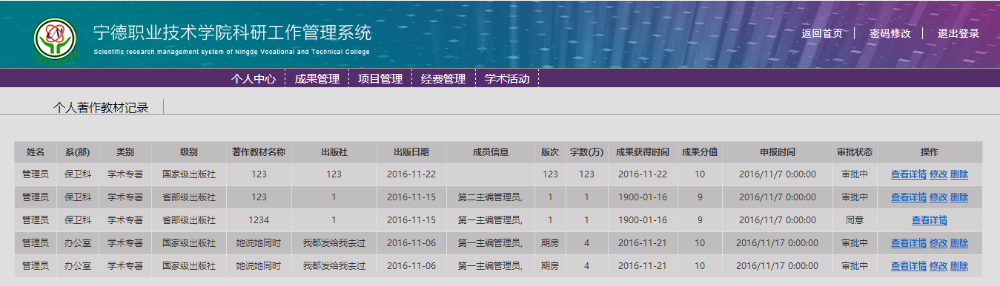 宁德职业技术学院科研工作管理系统
Scientific research management system of Ningde Vocational and Technical College
返回首页 密码修改 退出登录
个人中心 成果管理 项目管理 经费管理 学术活动
个人著作教材记录
姓名 系(部) 类别 级别 著作教材名称 出版社 出版日期 成员信息 版次 字数(万) 成果获得时间 成果分值 申报时间 审批状态 操作
管理员 保卫科 学术专著 国家级出版社 123 123 2016-11-22 123 123 2016-11-22 10 2016/11/7 0:00:00 审批中 查看详情 修改 删除
管理员 保卫科 学术专著 省部级出版社 123 1 2016-11-15 第二主编管理员, 1 1 1900-01-16 9 2016/11/7 0:00:00 审批中 查看详情 修改 删除
管理员 保卫科 学术专著 省部级出版社 1234 1 2016-11-15 第一主编管理员, 1 1 1900-01-16 9 2016/11/7 0:00:00 同意 查看详情
管理员 办公室 学术专著 国家级出版社 她说她同时 我都发给我去过 2016-11-06 第一主编管理员, 期房 4 2016-11-21 10 2016/11/17 0:00:00 审批中 查看详情 修改 删除
管理员 办公室 学术专著 国家级出版社 她说她同时 我都发给我去过 2016-11-06 第一主编管理员, 期房 4 2016-11-21 10 2016/11/17 0:00:00 审批中 查看详情 修改 删除